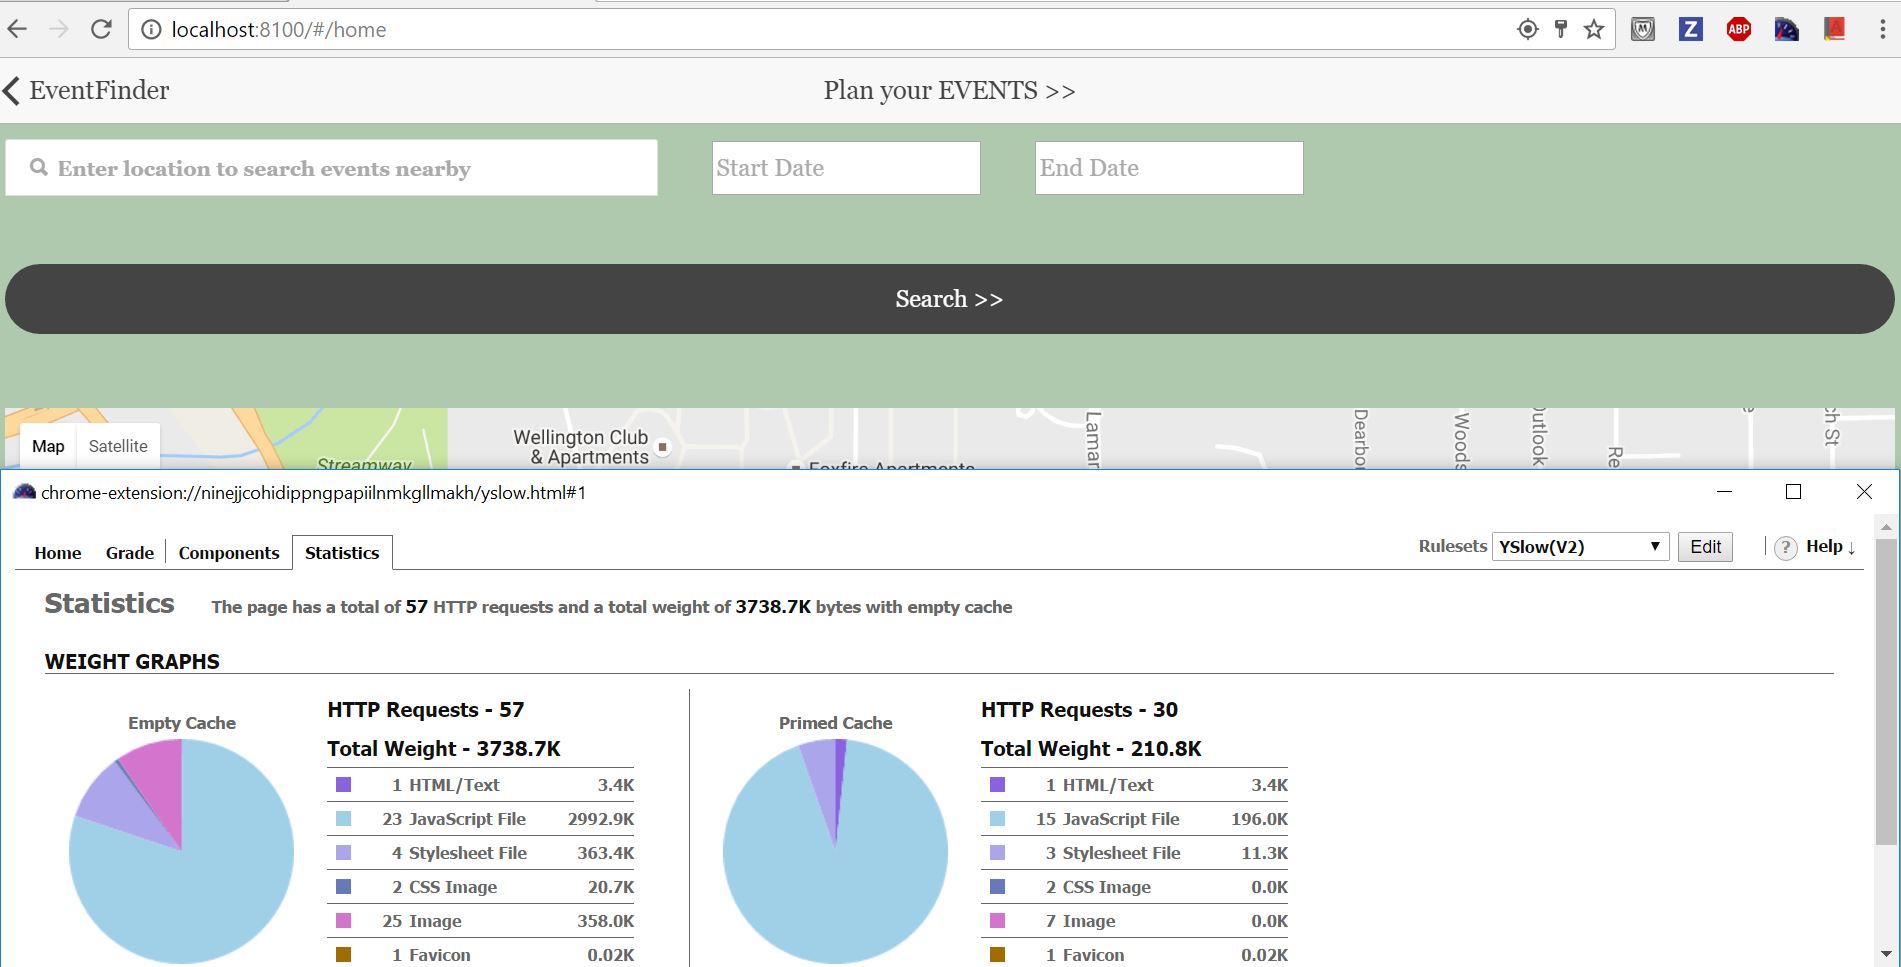 localhost:8100/#/home
M Z ABP A
EventFinder Plan your EVENTS >>
Enter location to search events nearby Start Date End Date
Search >>
Map Satellite
Streamway
Wellington Club
& Apartments
Foxfire Apartments
Lamar
Dearbor
Woods
Outlook
Re
ch St
chrome-extension://ninejjcohidippngpapiilnmkgllmakh/yslow.html#1
Home Grade Components Statistics Rulesets YSlow(V2) ▼ Edit ? Help ↓
Statistics The page has a total of 57 HTTP requests and a total weight of 3738.7K bytes with empty cache
WEIGHT GRAPHS
Empty Cache
HTTP Requests - 57
Total Weight - 3738.7K
1 HTML/Text 3.4K
23 JavaScript File 2992.9K
4 Stylesheet File 363.4K
2 CSS Image 20.7K
25 Image 358.0K
1 Favicon 0.02K
Primed Cache
HTTP Requests - 30
Total Weight - 210.8K
1 HTML/Text 3.4K
15 JavaScript File 196.0K
3 Stylesheet File 11.3K
2 CSS Image 0.0K
7 Image 0.0K
1 Favicon 0.02K